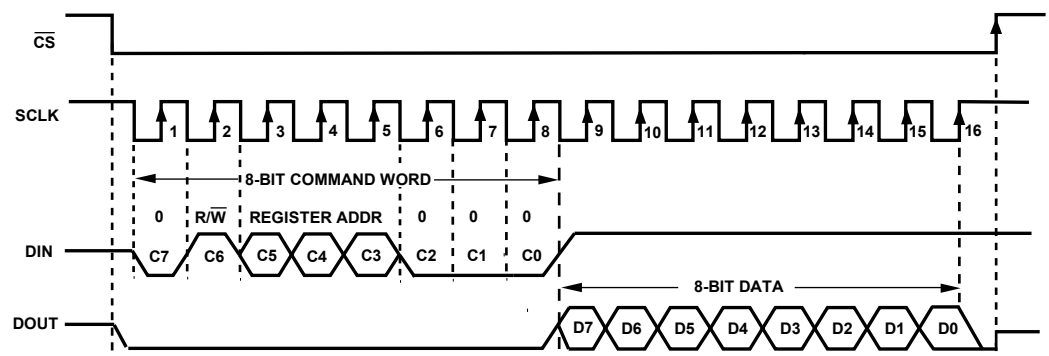 CS
SCLK
1 2 3 4 5 6 7 8 9 10 11 12 13 14 15 16
8-BIT COMMAND WORD
0 R/W REGISTER ADDR 0 0 0
DIN
C7 C6 C5 C4 C3 C2 C1 C0
8-BIT DATA
DOUT
D7 D6 D5 D4 D3 D2 D1 D0